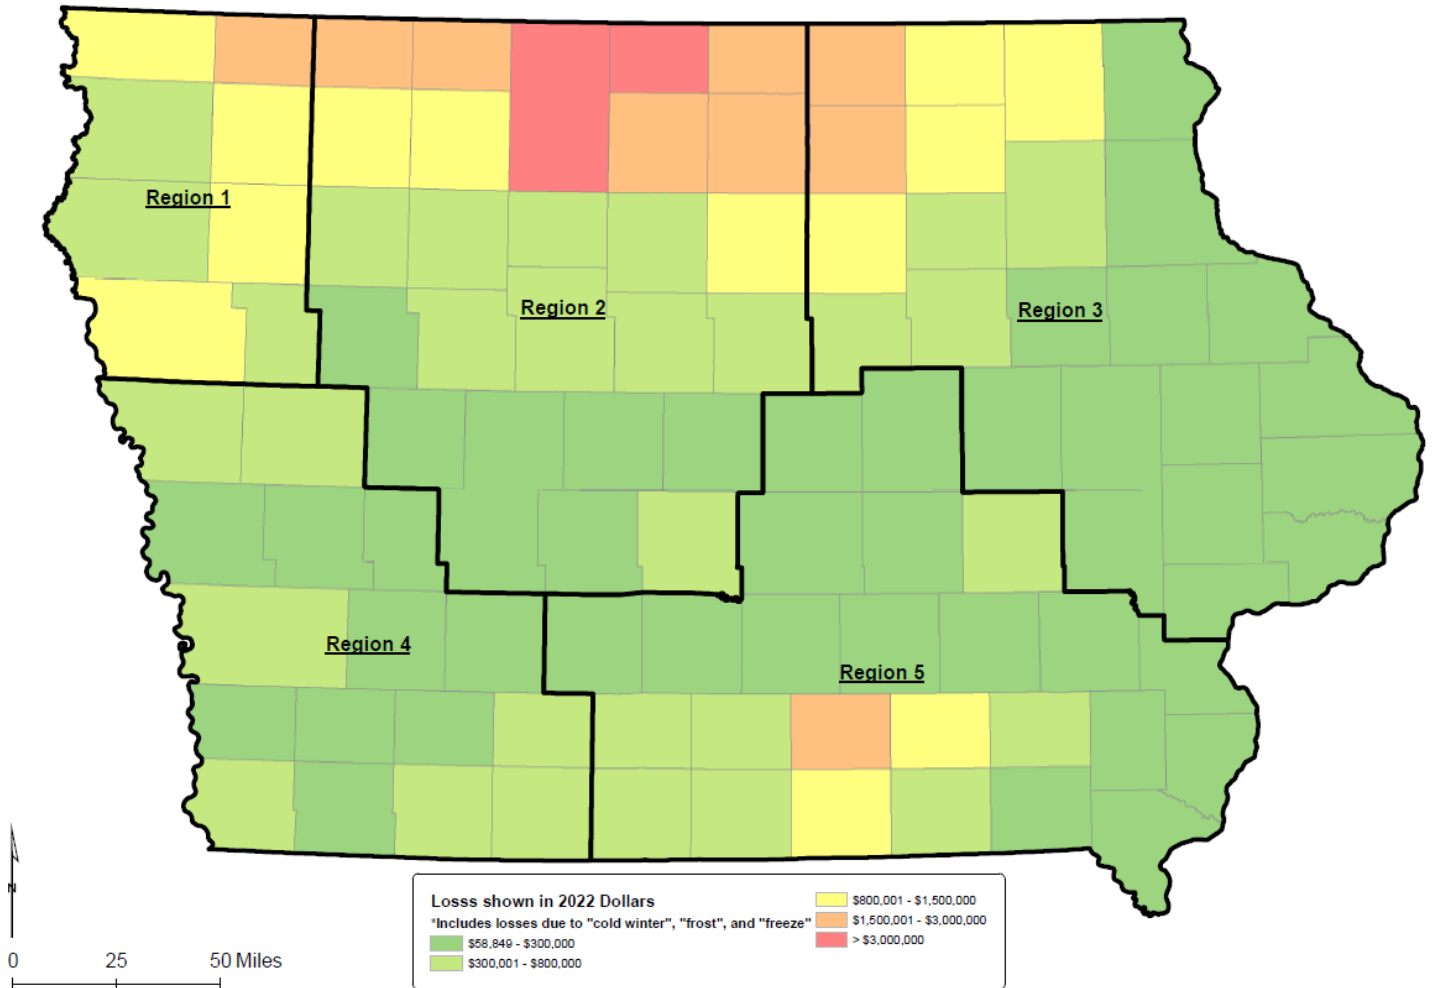 Region 1
Region 2
Region 3
Region 4
Region 5
Losss shown in 2022 Dollars
*Includes losses due to "cold winter", "frost", and "freeze"
$58,849 - $300,000
$300,001 - $800,000
$800,001 - $1,500,000
$1,500,001 - $3,000,000
> $3,000,000
N
0 25 50 Miles